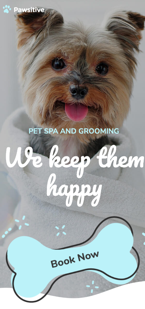 Pawsitive
PET SPA AND GROOMING
We keep them
happy
Book Now